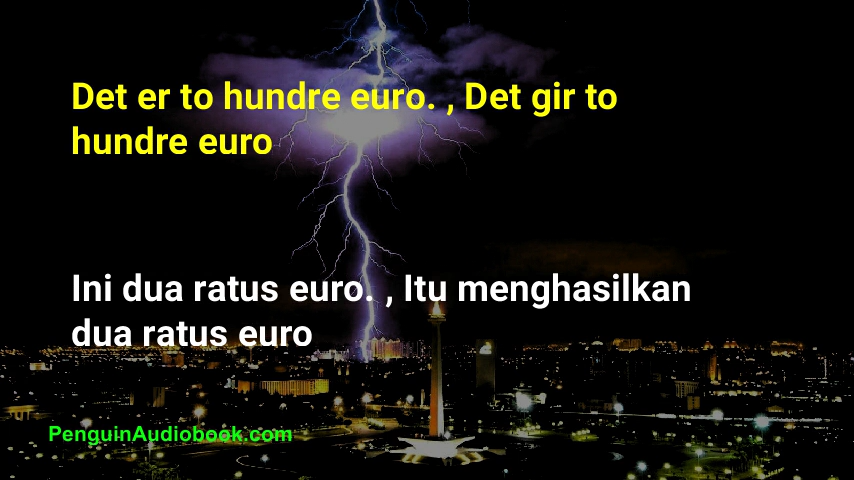 Det er to hundre euro. , Det gir to
hundre euro
Ini dua ratus euro. , Itu menghasilkan
dua ratus euro
PenguinAudiobook.com